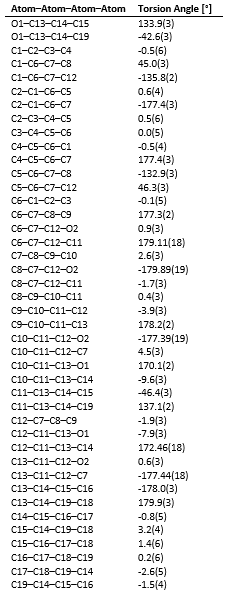 Atom–Atom–Atom–Atom Torsion Angle [°]
O1–C13–C14–C15 133.9(3)
O1–C13–C14–C19 -42.6(3)
C1–C2–C3–C4 -0.5(6)
C1–C6–C7–C8 45.0(3)
C1–C6–C7–C12 -135.8(2)
C2–C1–C6–C5 0.6(4)
C2–C1–C6–C7 -177.4(3)
C2–C3–C4–C5 0.5(6)
C3–C4–C5–C6 0.0(5)
C4–C5–C6–C1 -0.5(4)
C4–C5–C6–C7 177.4(3)
C5–C6–C7–C8 -132.9(3)
C5–C6–C7–C12 46.3(3)
C6–C1–C2–C3 -0.1(5)
C6–C7–C8–C9 177.3(2)
C6–C7–C12–O2 0.9(3)
C6–C7–C12–C11 179.11(18)
C7–C8–C9–C10 2.6(3)
C8–C7–C12–O2 -179.89(19)
C8–C7–C12–C11 -1.7(3)
C8–C9–C10–C11 0.4(3)
C9–C10–C11–C12 -3.9(3)
C9–C10–C11–C13 178.2(2)
C10–C11–C12–O2 -177.39(19)
C10–C11–C12–C7 4.5(3)
C10–C11–C13–O1 170.1(2)
C10–C11–C13–C14 -9.6(3)
C11–C13–C14–C15 -46.4(3)
C11–C13–C14–C19 137.1(2)
C12–C7–C8–C9 -1.9(3)
C12–C11–C13–O1 -7.9(3)
C12–C11–C13–C14 172.46(18)
C13–C11–C12–O2 0.6(3)
C13–C11–C12–C7 -177.44(18)
C13–C14–C15–C16 -178.0(3)
C13–C14–C19–C18 179.9(3)
C14–C15–C16–C17 -0.8(5)
C15–C14–C19–C18 3.2(4)
C15–C16–C17–C18 1.4(6)
C16–C17–C18–C19 0.2(6)
C17–C18–C19–C14 -2.6(5)
C19–C14–C15–C16 -1.5(4)